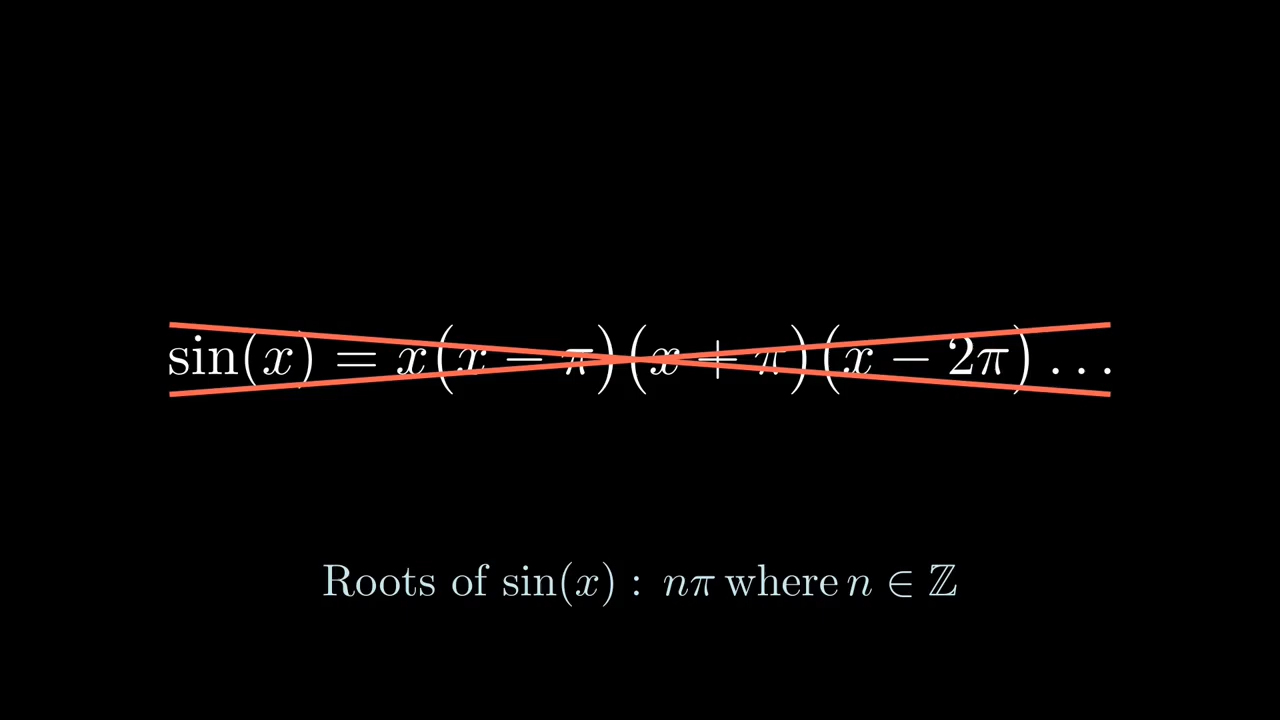 sin(x) = x(x − π)(x + π)(x − 2π) . . .
Roots of sin(x) : nπ where n ∈ ℤ